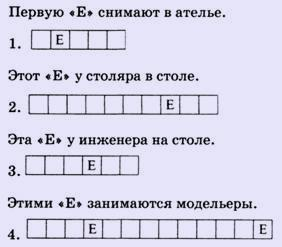 Первую «Е» снимают в ателье.
1. Е
Этот «Е» у столяра в столе.
2. Е
Эта «Е» у инженера на столе.
3. Е
Этими «Е» занимаются модельеры.
4. Е Е